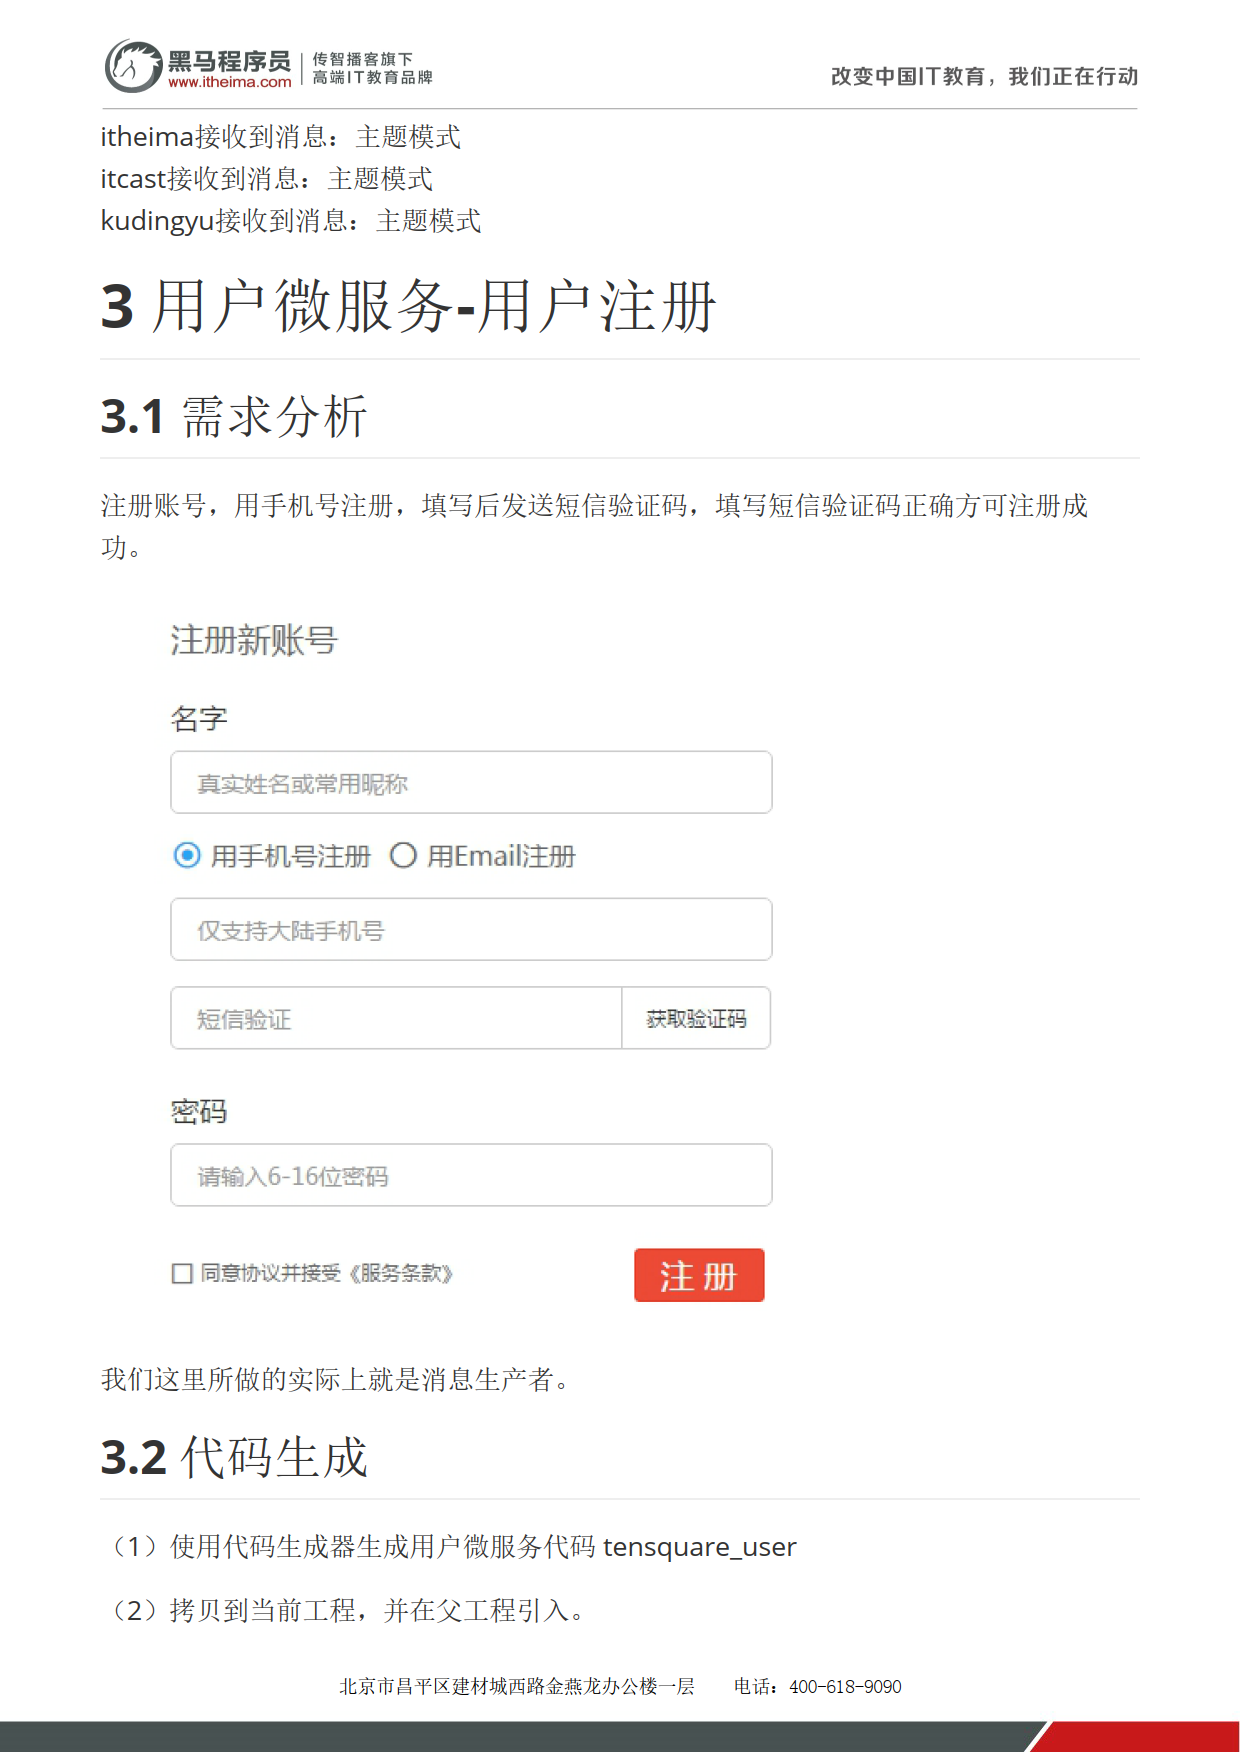 黑马程序员
www.itheima.com
传智播客旗下
高端IT教育品牌
改变中国IT教育，我们正在行动
itheima接收到消息：主题模式
itcast接收到消息：主题模式
kudingyu接收到消息：主题模式
3 用户微服务-用户注册
3.1 需求分析
注册账号，用手机号注册，填写后发送短信验证码，填写短信验证码正确方可注册成
功。
注册新账号
名字
真实姓名或常用昵称
用手机号注册 用Email注册
仅支持大陆手机号
短信验证 获取验证码
密码
请输入6-16位密码
同意协议并接受《服务条款》 注 册
我们这里所做的实际上就是消息生产者。
3.2 代码生成
（1）使用代码生成器生成用户微服务代码 tensquare_user
（2）拷贝到当前工程，并在父工程引入。
北京市昌平区建材城西路金燕龙办公楼一层 电话：400-618-9090